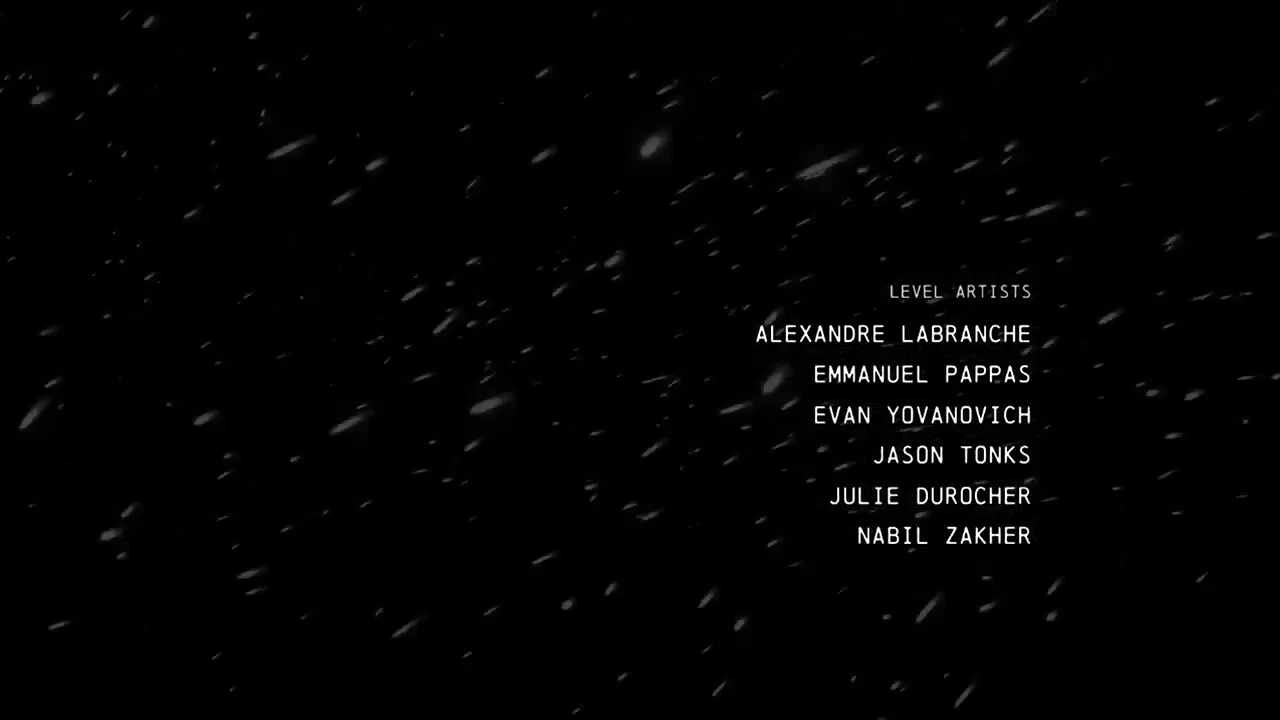 LEVEL ARTISTS
ALEXANDRE LABRANCHE
EMMANUEL PAPPAS
EVAN YOVANOVICH
JASON TONKS
JULIE DUROCHER
NABIL ZAKHER